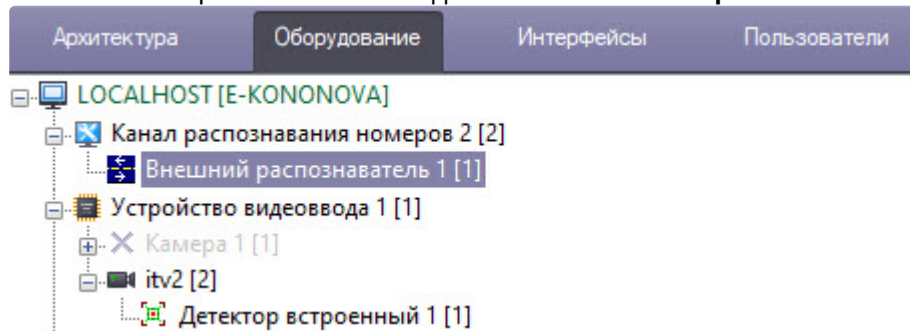 Архитектура Оборудование Интерфейсы Пользователи
LOCALHOST [E-KONONOVA]
Канал распознавания номеров 2 [2]
Внешний распознаватель 1 [1]
Устройство видеоввода 1 [1]
Камера 1 [1]
itv2 [2]
Детектор встроенный 1 [1]